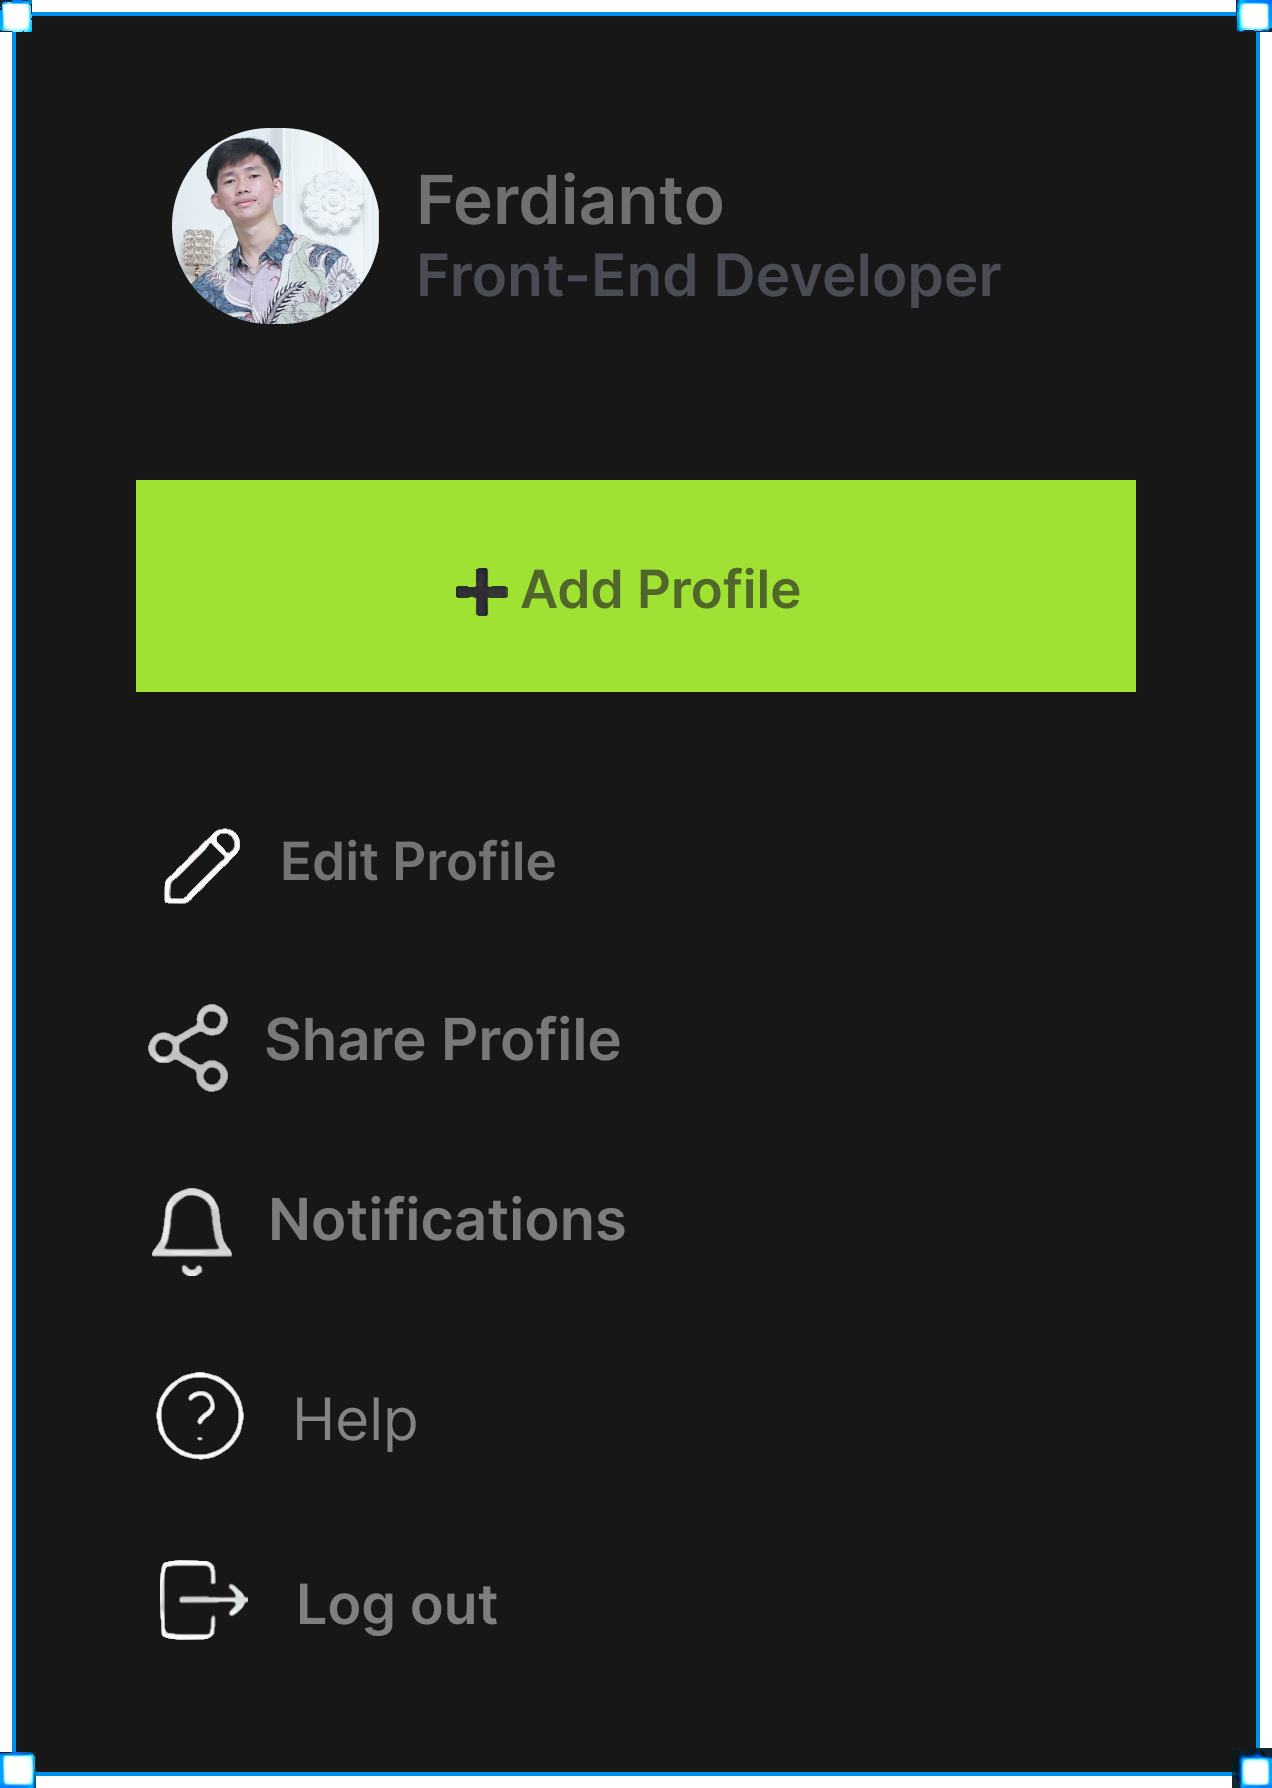 Ferdianto
Front-End Developer
Add Profile
Edit Profile
Share Profile
Notifications
Help
Log out